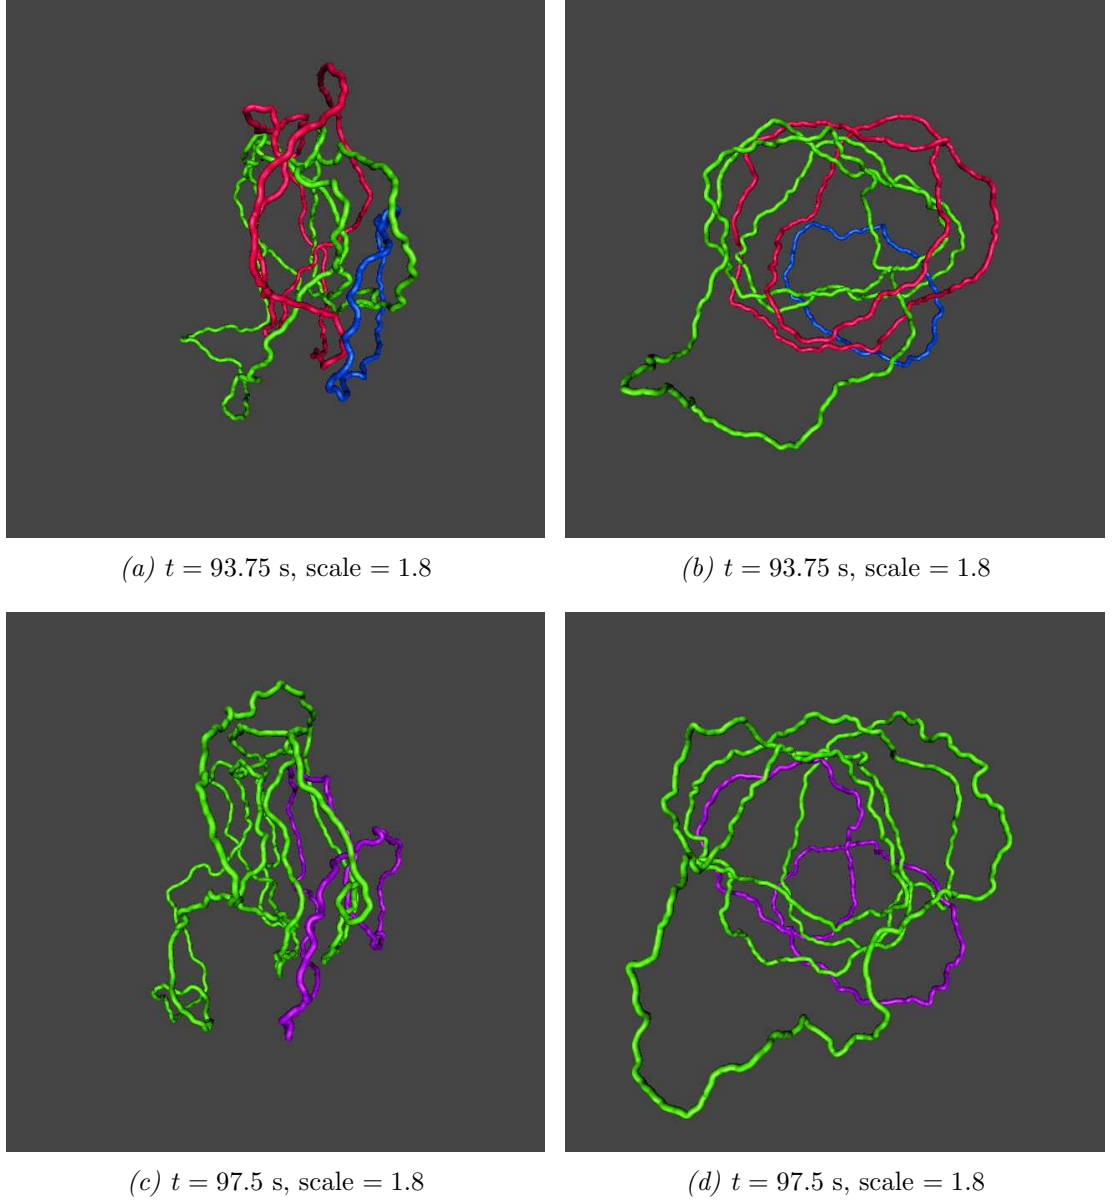 (a) t = 93.75 s, scale = 1.8
(b) t = 93.75 s, scale = 1.8
(c) t = 97.5 s, scale = 1.8
(d) t = 97.5 s, scale = 1.8